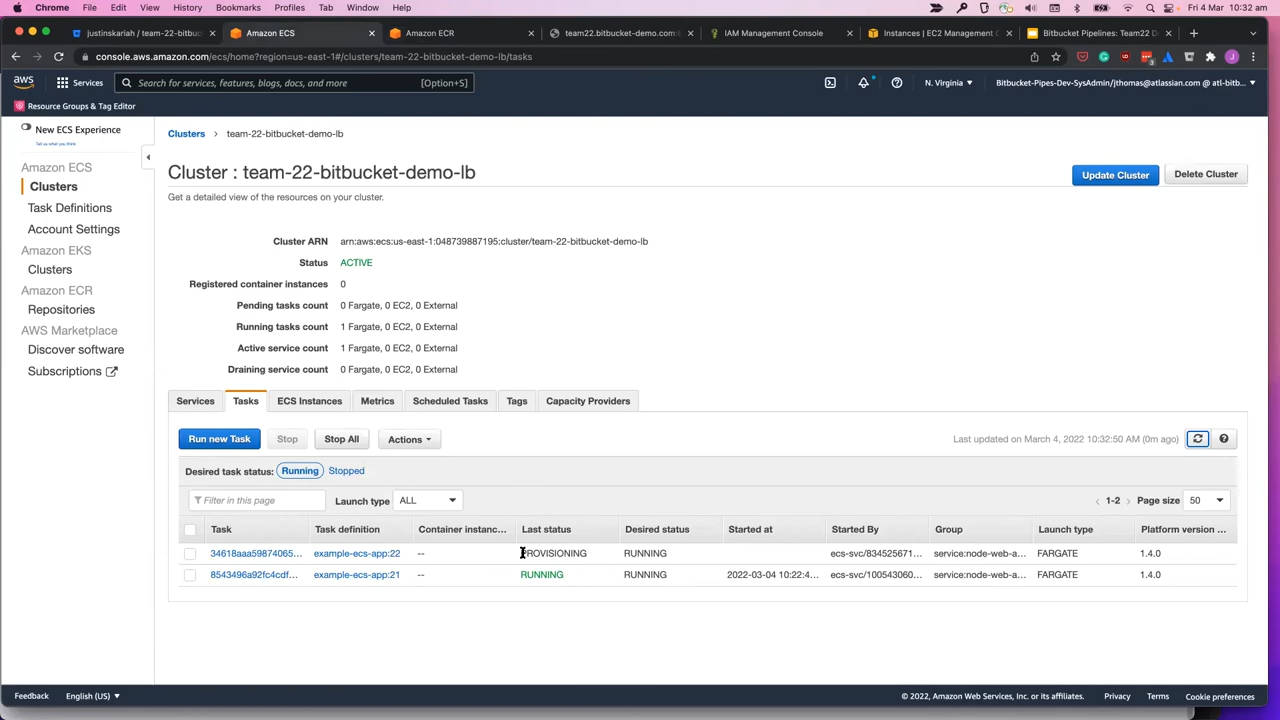 Chrome File Edit View History Bookmarks Profiles Tab Window Help Fri 4 Mar 10:32 am
justinskariah / team-22-bitbuc Amazon ECS Amazon ECR team22.bitbucket-demo.com: IAM Management Console Instances | EC2 Management C Bitbucket Pipelines: Team22 D
console.aws.amazon.com/ecs/home?region=us-east-1#/clusters/team-22-bitbucket-demo-lb/tasks
aws Services Search for services, features, blogs, docs, and more [Option+S] N. Virginia Bitbucket-Pipes-Dev-SysAdmin/jthomas@atlassian.com @ atl-bitb...
Resource Groups & Tag Editor
New ECS Experience
Tell us what you think
Amazon ECS
Clusters
Task Definitions
Account Settings
Amazon EKS
Clusters
Amazon ECR
Repositories
AWS Marketplace
Discover software
Subscriptions
Clusters > team-22-bitbucket-demo-lb
Cluster : team-22-bitbucket-demo-lb
Update Cluster Delete Cluster
Get a detailed view of the resources on your cluster.
Cluster ARN arn:aws:ecs:us-east-1:048739887195:cluster/team-22-bitbucket-demo-lb
Status ACTIVE
Registered container instances 0
Pending tasks count 0 Fargate, 0 EC2, 0 External
Running tasks count 1 Fargate, 0 EC2, 0 External
Active service count 1 Fargate, 0 EC2, 0 External
Draining service count 0 Fargate, 0 EC2, 0 External
Services Tasks ECS Instances Metrics Scheduled Tasks Tags Capacity Providers
Run new Task Stop Stop All Actions Last updated on March 4, 2022 10:32:50 AM (0m ago)
Desired task status: Running Stopped
Filter in this page Launch type ALL 1-2 Page size 50
Task Task definition Container instanc... Last status Desired status Started at Started By Group Launch type Platform version ...
34618aaa59874065... example-ecs-app:22 -- PROVISIONING RUNNING ecs-svc/834525671... service:node-web-a... FARGATE 1.4.0
8543496a92fc4cdf... example-ecs-app:21 -- RUNNING RUNNING 2022-03-04 10:22:4... ecs-svc/100543060... service:node-web-a... FARGATE 1.4.0
Feedback English (US) © 2022, Amazon Web Services, Inc. or its affiliates. Privacy Terms Cookie preferences